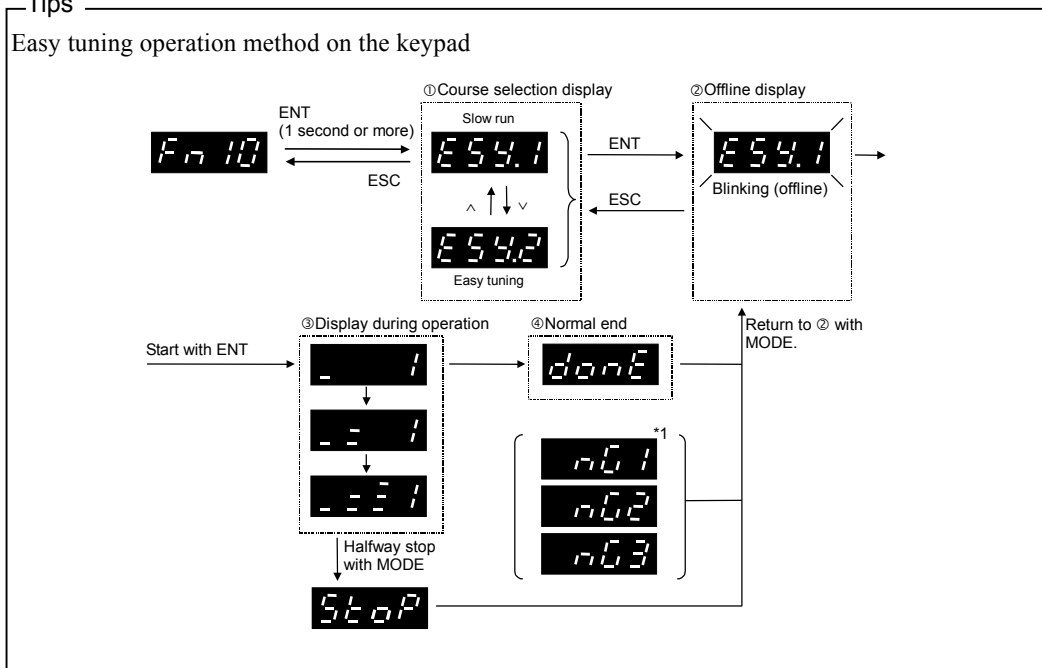 Tips
Easy tuning operation method on the keypad
①Course selection display
②Offline display
ENT
(1 second or more)
ESC
Fn 10
Slow run
ESY.1
∧ ∨
ESY.2
Easy tuning
ENT
ESC
ESY.1
Blinking (offline)
③Display during operation
④Normal end
Return to ② with
MODE.
Start with ENT
_ 1
_ = 1
_ = ≡ 1
donE
*1
nG1
nG2
nG3
Halfway stop
with MODE
StoP